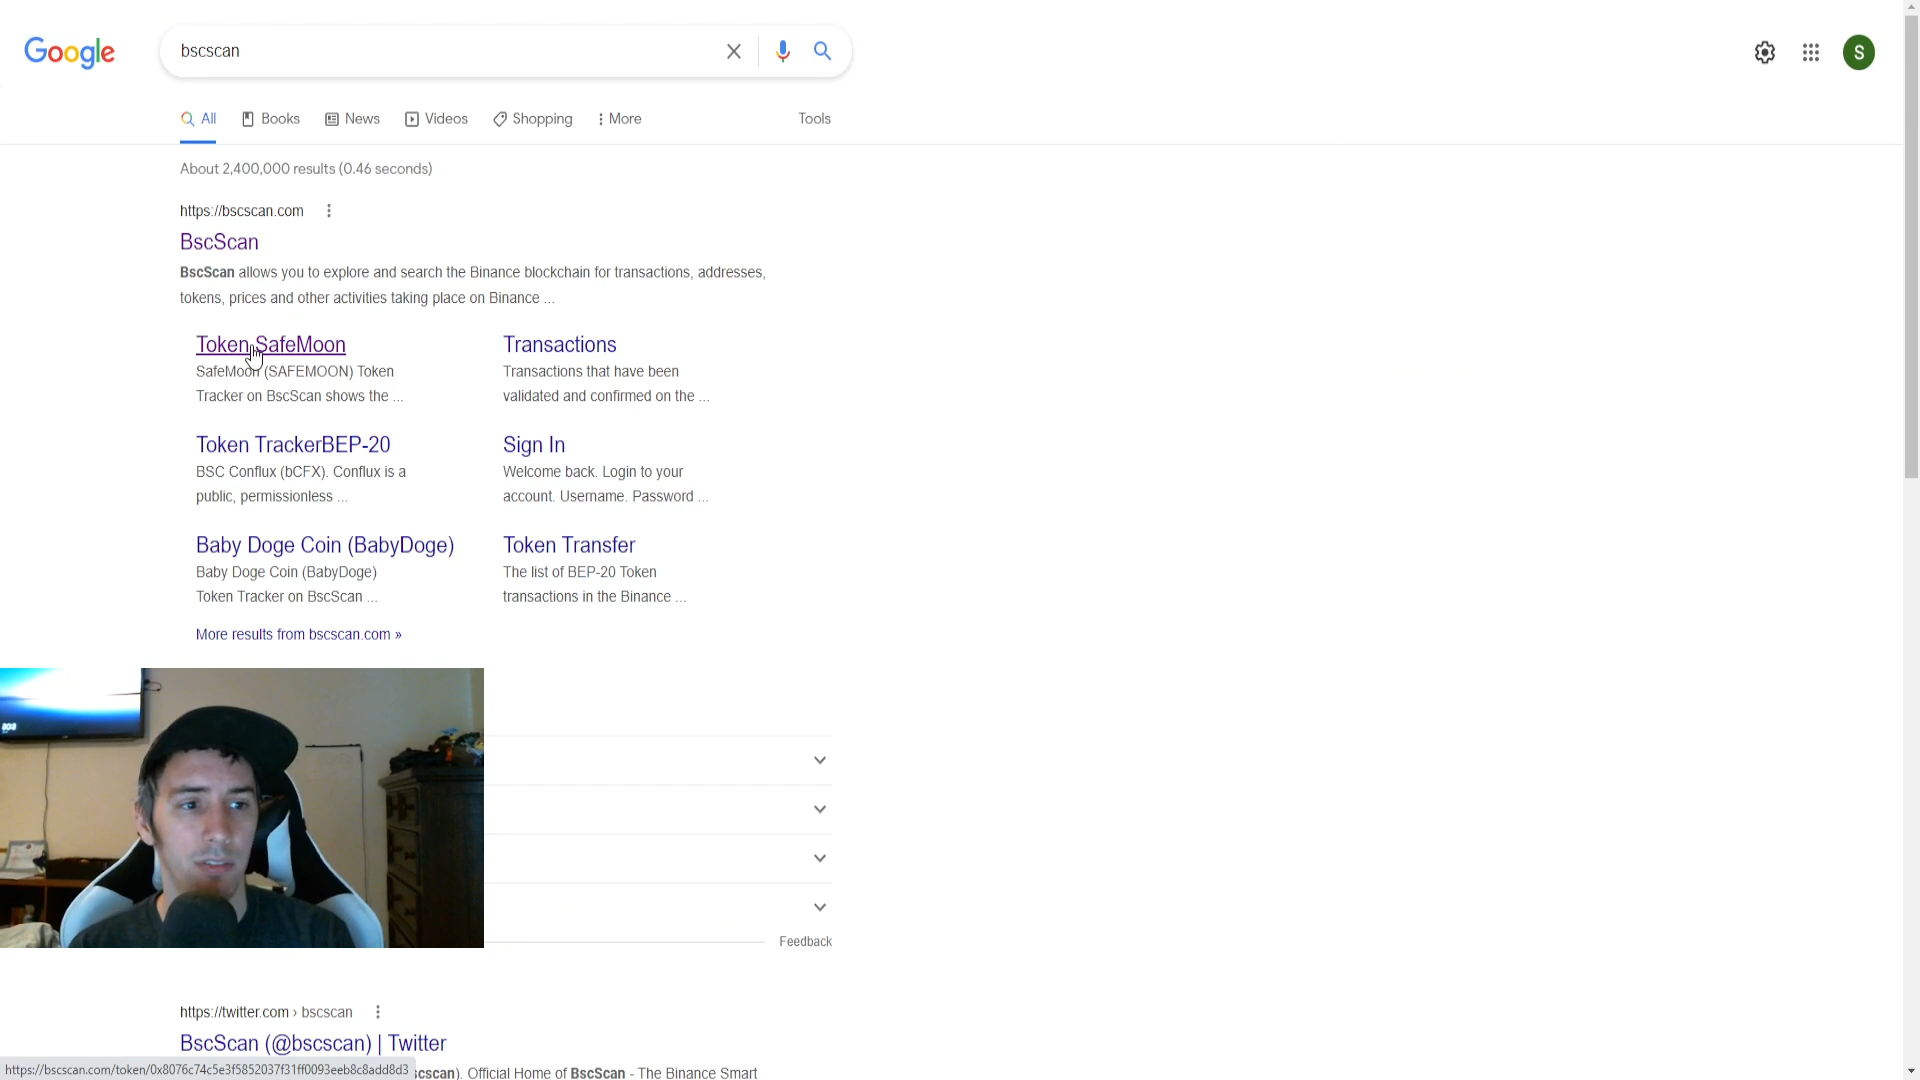 Google
bscscan
All
Books
News
Videos
Shopping
More
Tools
S
About 2,400,000 results (0.46 seconds)
https://bscscan.com
BscScan
BscScan allows you to explore and search the Binance blockchain for transactions, addresses,
tokens, prices and other activities taking place on Binance ...
Token SafeMoon
SafeMoon (SAFEMOON) Token
Tracker on BscScan shows the ...
Transactions
Transactions that have been
validated and confirmed on the ...
Token TrackerBEP-20
BSC Conflux (bCFX). Conflux is a
public, permissionless ...
Sign In
Welcome back. Login to your
account. Username. Password ...
Baby Doge Coin (BabyDoge)
Baby Doge Coin (BabyDoge)
Token Tracker on BscScan ...
Token Transfer
The list of BEP-20 Token
transactions in the Binance ...
More results from bscscan.com »
Feedback
https://twitter.com › bscscan
BscScan (@bscscan) | Twitter
https://bscscan.com/token/0x8076c74c5e3f5852037f31ff0093eeb8c8add8d3
scscan). Official Home of BscScan - The Binance Smart